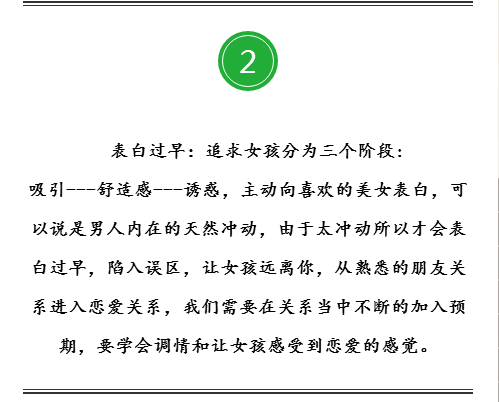 2
表白过早：追求女孩分为三个阶段：
吸引---舒适感---诱惑，主动向喜欢的美女表白，可
以说是男人内在的天然冲动，由于太冲动所以才会表
白过早，陷入误区，让女孩远离你，从熟悉的朋友关
系进入恋爱关系，我们需要在关系当中不断的加入预
期，要学会调情和让女孩感受到恋爱的感觉。